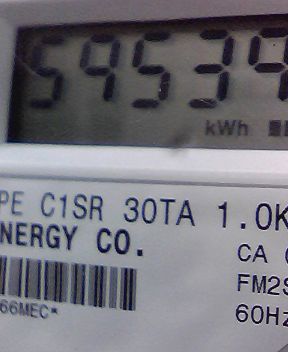 59539
kWh
PE C1SR 30TA 1.0K
NERGY CO.
CA
FM2S
60Hz
66MEC*